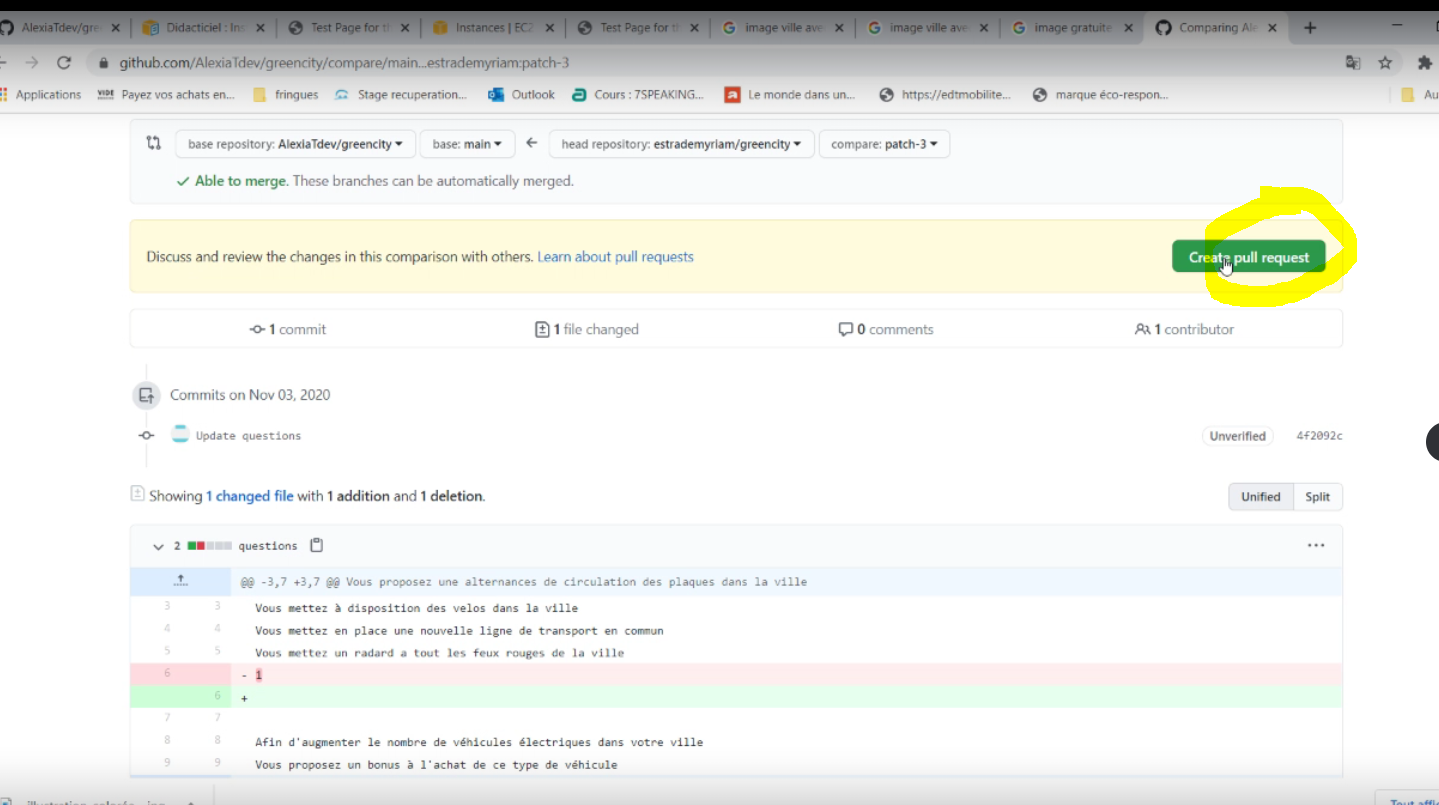 AlexiaTdev/gre
Didacticiel : Ins
Test Page for t
Instances | EC2
Test Page for t
image ville ave
image ville ave
image gratuite
Comparing Ale
github.com/AlexiaTdev/greencity/compare/main...estrademyriam:patch-3
Applications
VIDE Payez vos achats en...
fringues
Stage recuperation...
Outlook
Cours : 7SPEAKING...
Le monde dans un...
https://edtmobilite...
marque éco-respon...
Au
base repository: AlexiaTdev/greencity
base: main
head repository: estrademyriam/greencity
compare: patch-3
Able to merge. These branches can be automatically merged.
Discuss and review the changes in this comparison with others. Learn about pull requests
Create pull request
1 commit
1 file changed
0 comments
1 contributor
Commits on Nov 03, 2020
Update questions
Unverified
4f2092c
Showing 1 changed file with 1 addition and 1 deletion.
Unified
Split
2
questions
@@ -3,7 +3,7 @@ Vous proposez une alternances de circulation des plaques dans la ville
3 3 Vous mettez à disposition des velos dans la ville
4 4 Vous mettez en place une nouvelle ligne de transport en commun
5 5 Vous mettez un radard a tout les feux rouges de la ville
6 - 1
6 +
7 7
8 8 Afin d'augmenter le nombre de véhicules électriques dans votre ville
9 9 Vous proposez un bonus à l'achat de ce type de véhicule